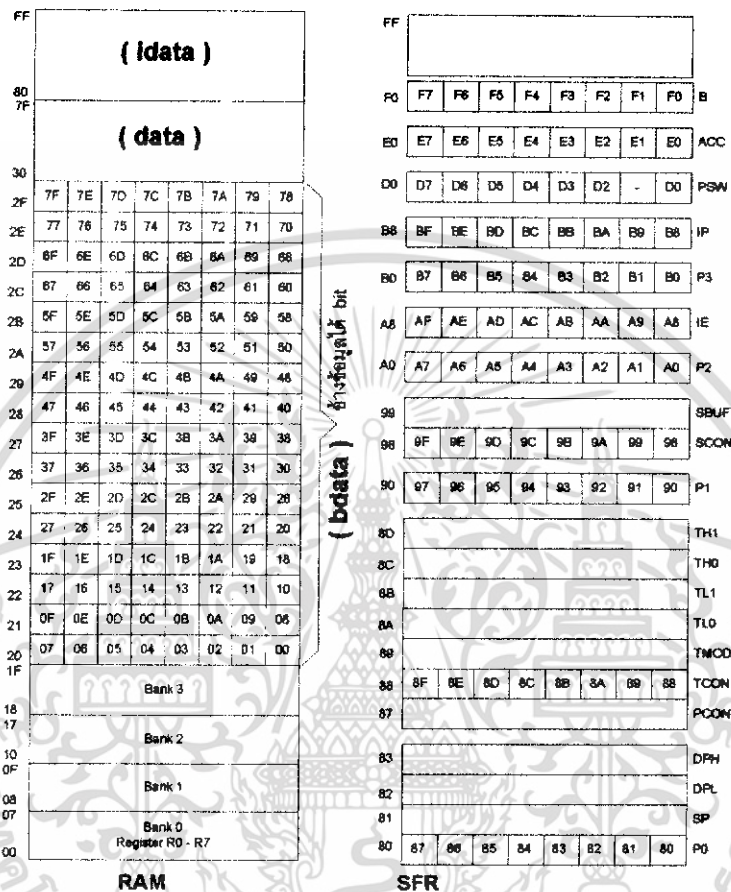 FF
( idata )
80
7F
( data )
30
2F 7F 7E 7D 7C 7B 7A 79 78
2E 77 76 75 74 73 72 71 70
2D 6F 6E 6D 6C 6B 6A 69 68
2C 67 66 65 64 63 62 61 60
2B 5F 5E 5D 5C 5B 5A 59 58
2A 57 56 55 54 53 52 51 50
29 4F 4E 4D 4C 4B 4A 49 48
28 47 46 45 44 43 42 41 40
27 3F 3E 3D 3C 3B 3A 39 38
26 37 36 35 34 33 32 31 30
25 2F 2E 2D 2C 2B 2A 29 28
24 27 26 25 24 23 22 21 20
23 1F 1E 1D 1C 1B 1A 19 18
22 17 16 15 14 13 12 11 10
21 0F 0E 0D 0C 0B 0A 09 08
20 07 06 05 04 03 02 01 00
( bdata ) อ้างข้อมูลได้ bit
1F
Bank 3
18
17
Bank 2
10
0F
Bank 1
08
07
Bank 0
Register R0 - R7
00
RAM
FF
F0 F7 F6 F5 F4 F3 F2 F1 F0 B
E0 E7 E6 E5 E4 E3 E2 E1 E0 ACC
D0 D7 D6 D5 D4 D3 D2 - D0 PSW
B8 BF BE BD BC BB BA B9 B8 IP
B0 B7 B6 B5 B4 B3 B2 B1 B0 P3
A8 AF AE AD AC AB AA A9 A8 IE
A0 A7 A6 A5 A4 A3 A2 A1 A0 P2
99 SBUF
98 9F 9E 9D 9C 9B 9A 99 98 SCON
90 97 96 95 94 93 92 91 90 P1
8D TH1
8C TH0
8B TL1
8A TL0
89 TMOD
88 8F 8E 8D 8C 8B 8A 89 88 TCON
87 PCON
83 DPH
82 DPL
81 SP
80 87 86 85 84 83 82 81 80 P0
SFR